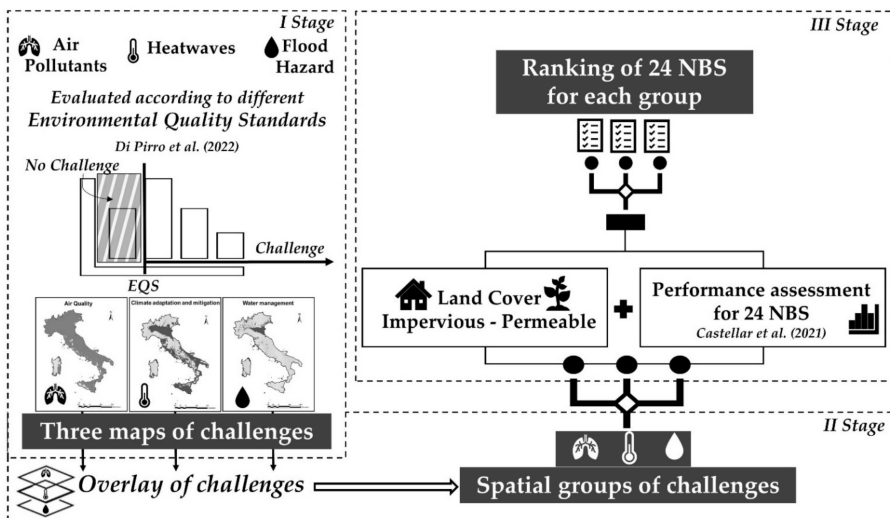 I Stage
Air
Pollutants
Heatwaves
Flood
Hazard
Evaluated according to different
Environmental Quality Standards
Di Pirro et al. (2022)
No Challenge
Challenge
EQS
Air Quality
Climate adaptation and mitigation
Water management
Three maps of challenges
Overlay of challenges
II Stage
Spatial groups of challenges
III Stage
Ranking of 24 NBS
for each group
Land Cover
Impervious - Permeable
Performance assessment
for 24 NBS
Castellar et al. (2021)